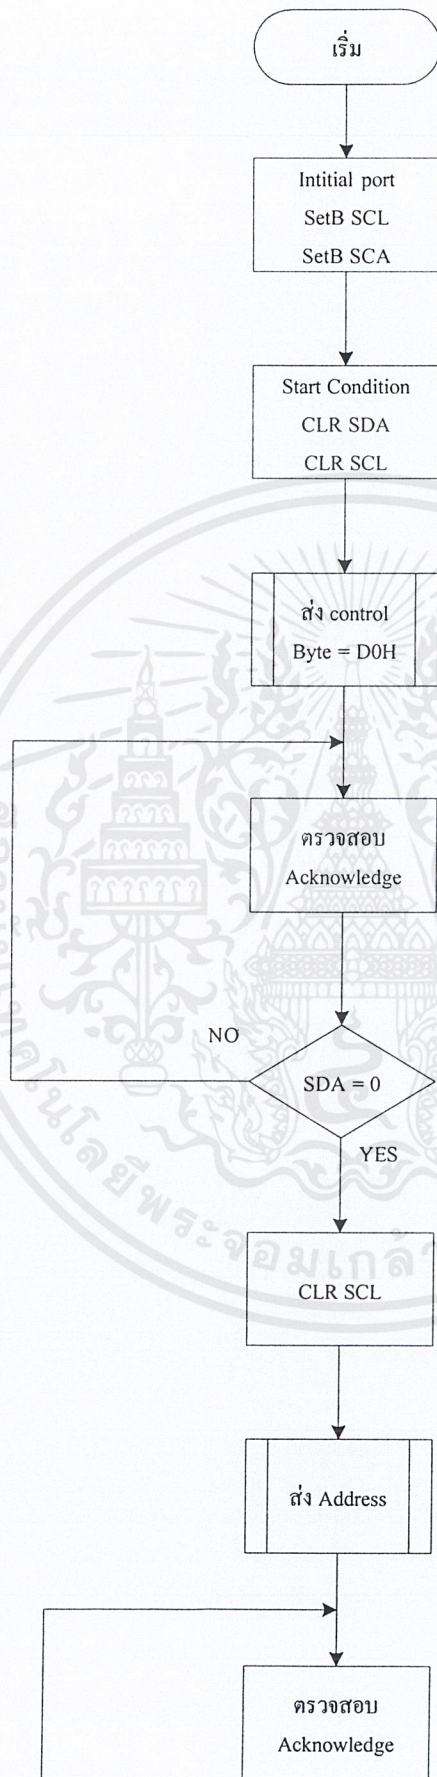 เริ่ม
Intitial port
SetB SCL
SetB SCA
Start Condition
CLR SDA
CLR SCL
ส่ง control
Byte = D0H
ตรวจสอบ
Acknowledge
NO
SDA = 0
YES
CLR SCL
ส่ง Address
ตรวจสอบ
Acknowledge